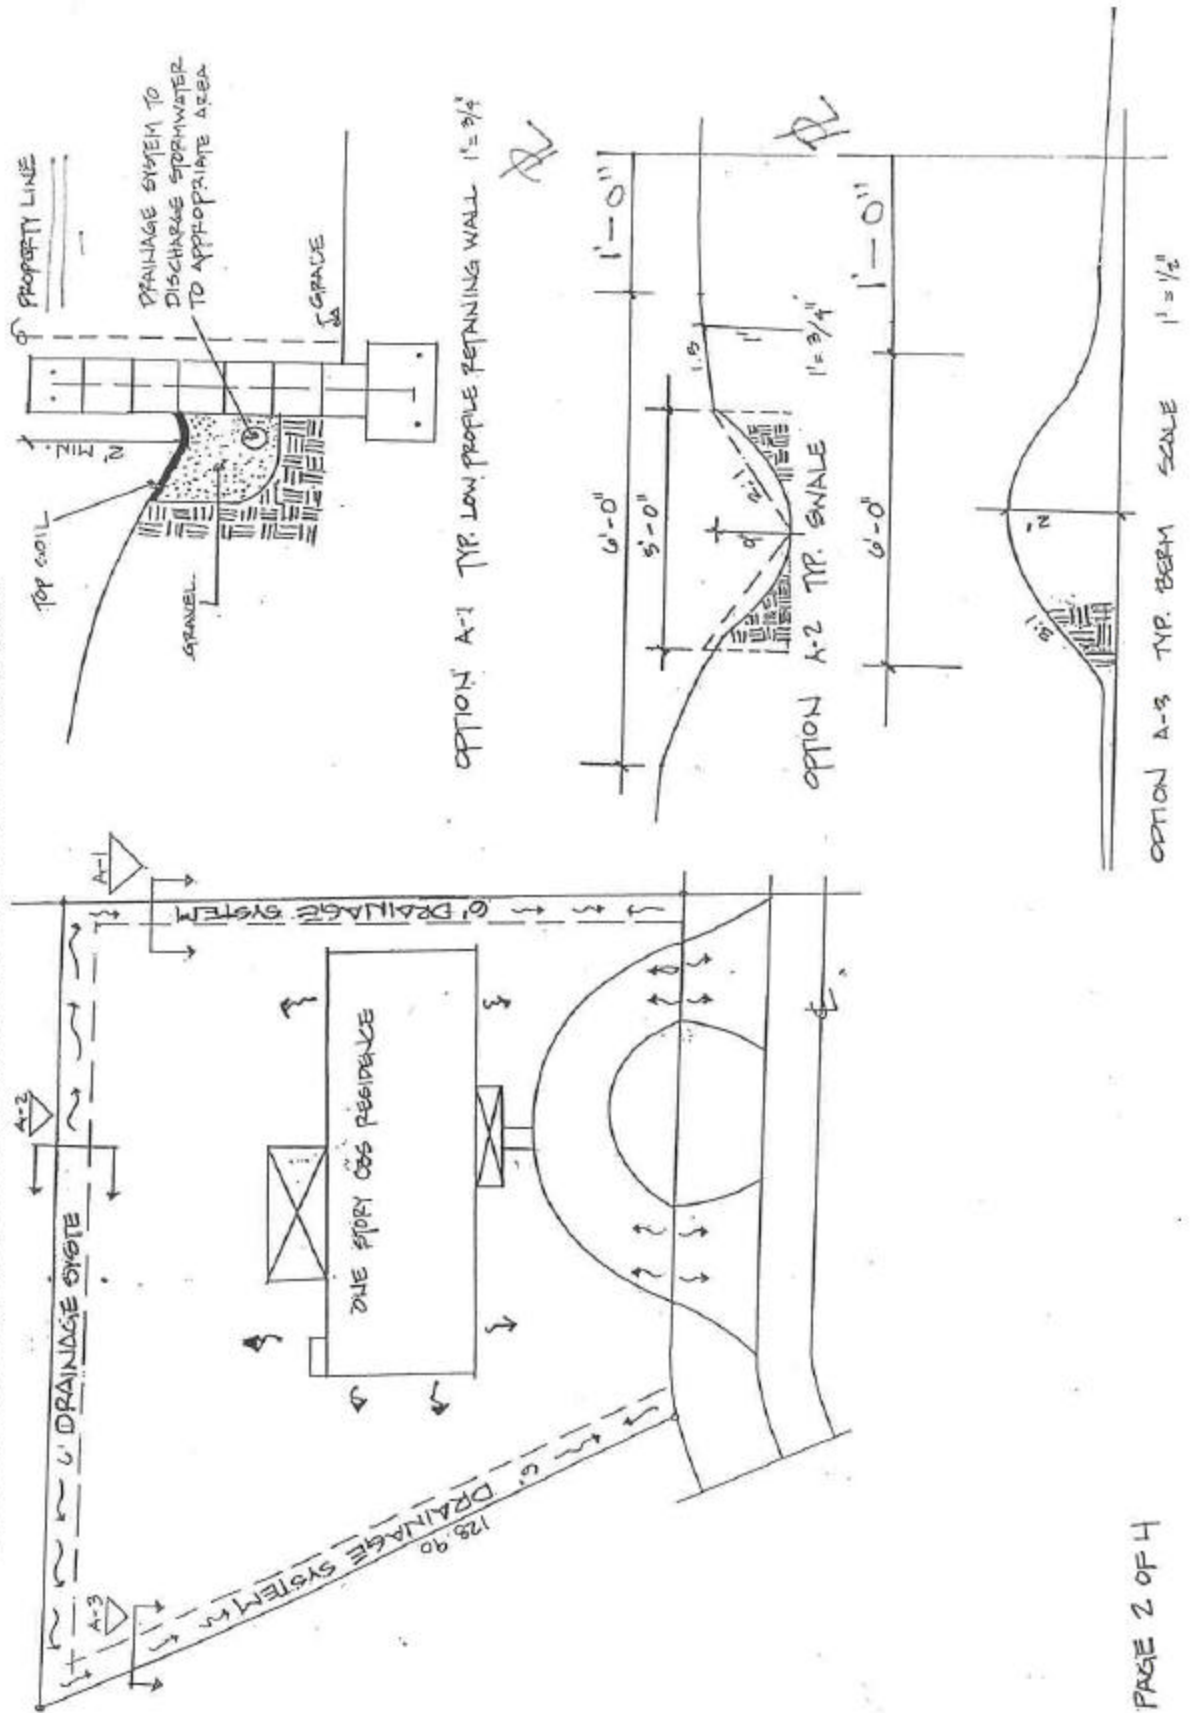 A-1
A-2
A-3
6' DRAINAGE SYSTE
6' DRAINAGE SYSTEM
6' DRAINAGE SYSTEM
128.90
ONE STORY CBS RESIDENCE
PAGE 2 OF 4
PROPERTY LINE
TOP SOIL
2' MIN.
DRAINAGE SYSTEM TO
DISCHARGE STORMWATER
TO APPROPRIATE AREA
GRAVEL
GRADE
OPTION A-1 TYP. LOW PROFILE RETAINING WALL 1'=3/4"
6'-0"
1'-0"
5'-0"
9"
2:1
1.5
1'
OPTION A-2 TYP. SWALE 1'=3/4"
6'-0"
1'-0"
3:1
2'
OPTION A-3 TYP. BERM SCALE 1'=1/2"